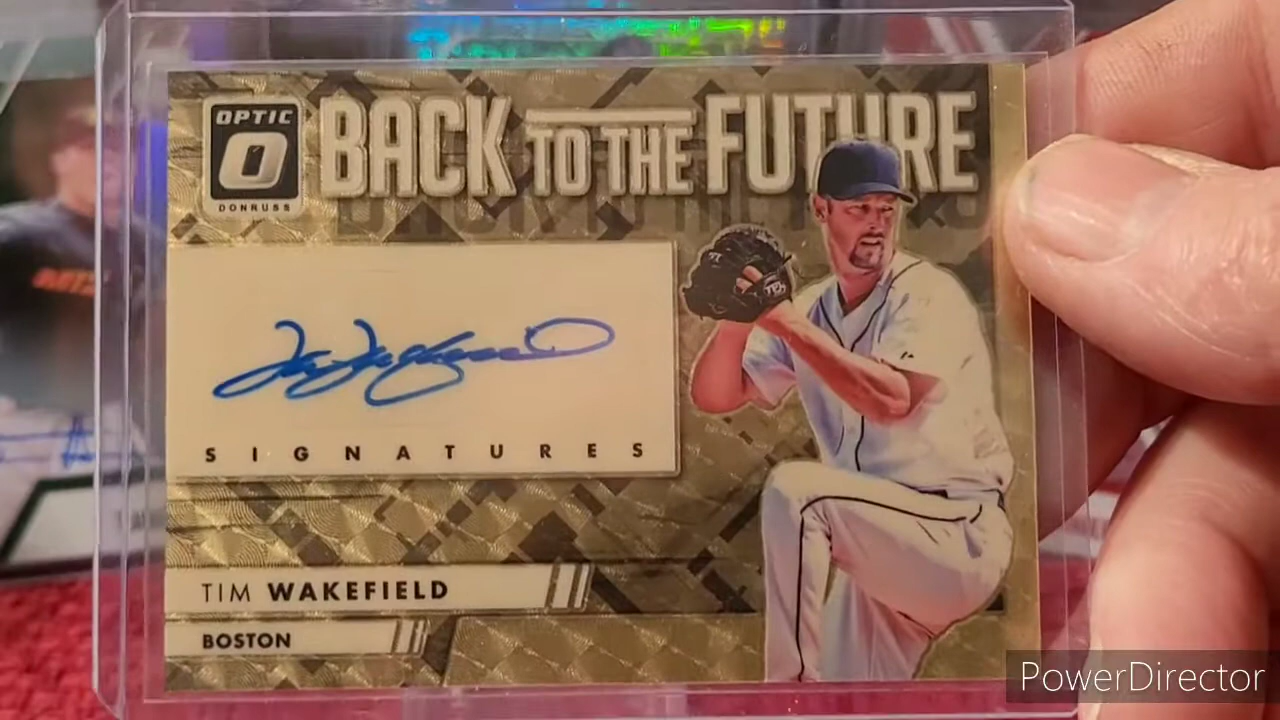 OPTIC
DONRUSS
BACK TO THE FUTURE
SIGNATURES
TIM WAKEFIELD
BOSTON
PowerDirector